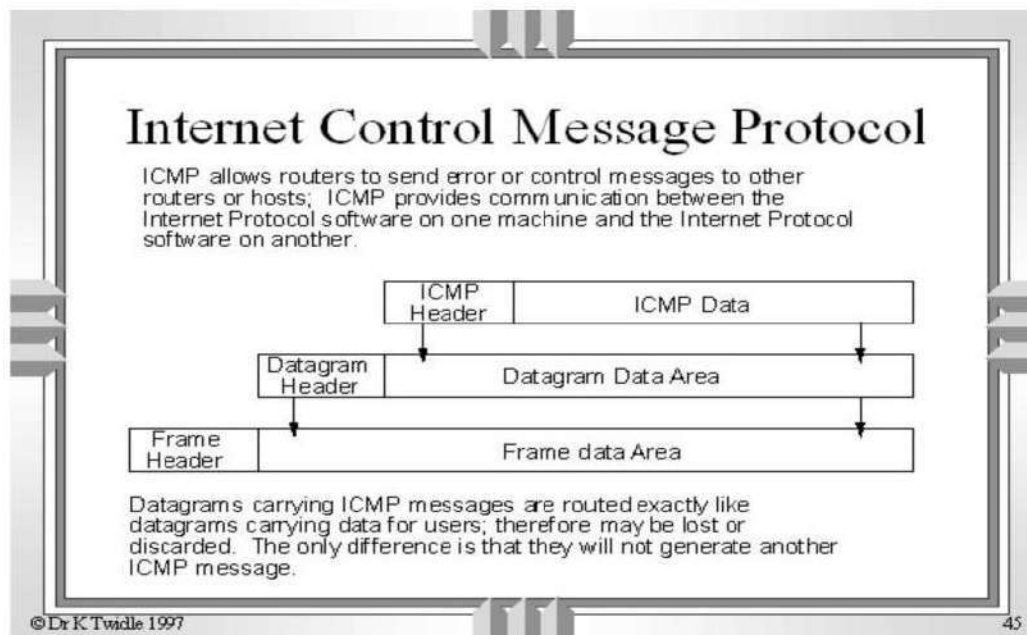 Internet Control Message Protocol
ICMP allows routers to send error or control messages to other
routers or hosts; ICMP provides communication between the
Internet Protocol software on one machine and the Internet Protocol
software on another.
ICMP
Header
ICMP Data
Datagram
Header
Datagram Data Area
Frame
Header
Frame data Area
Datagrams carrying ICMP messages are routed exactly like
datagrams carrying data for users; therefore may be lost or
discarded. The only difference is that they will not generate another
ICMP message.
© Dr K Twidle 1997
45